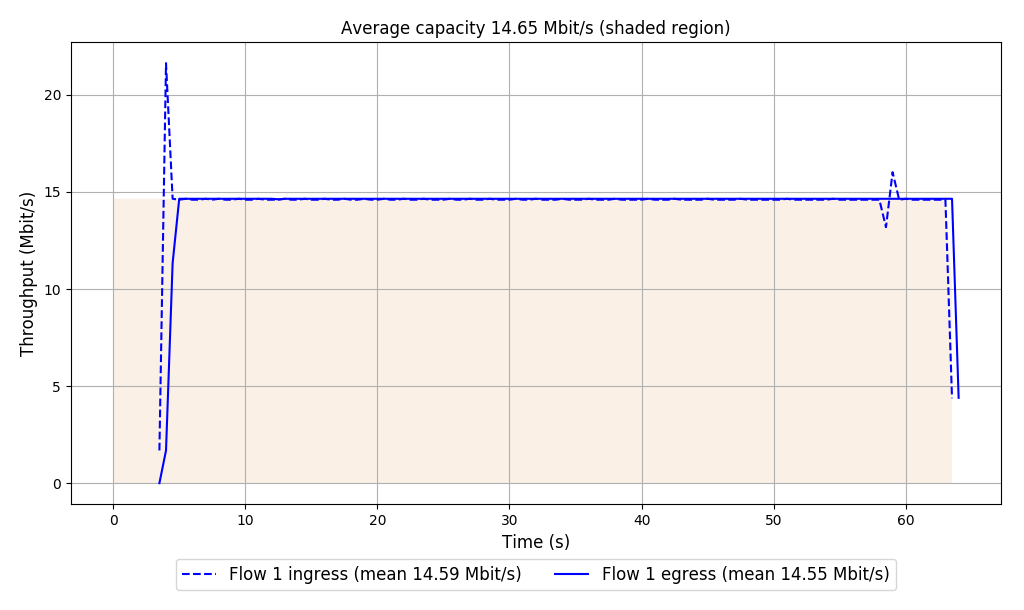 Average capacity 14.65 Mbit/s (shaded region)
Throughput (Mbit/s)
20
15
10
5
0
0 10 20 30 40 50 60
Time (s)
Flow 1 ingress (mean 14.59 Mbit/s) Flow 1 egress (mean 14.55 Mbit/s)